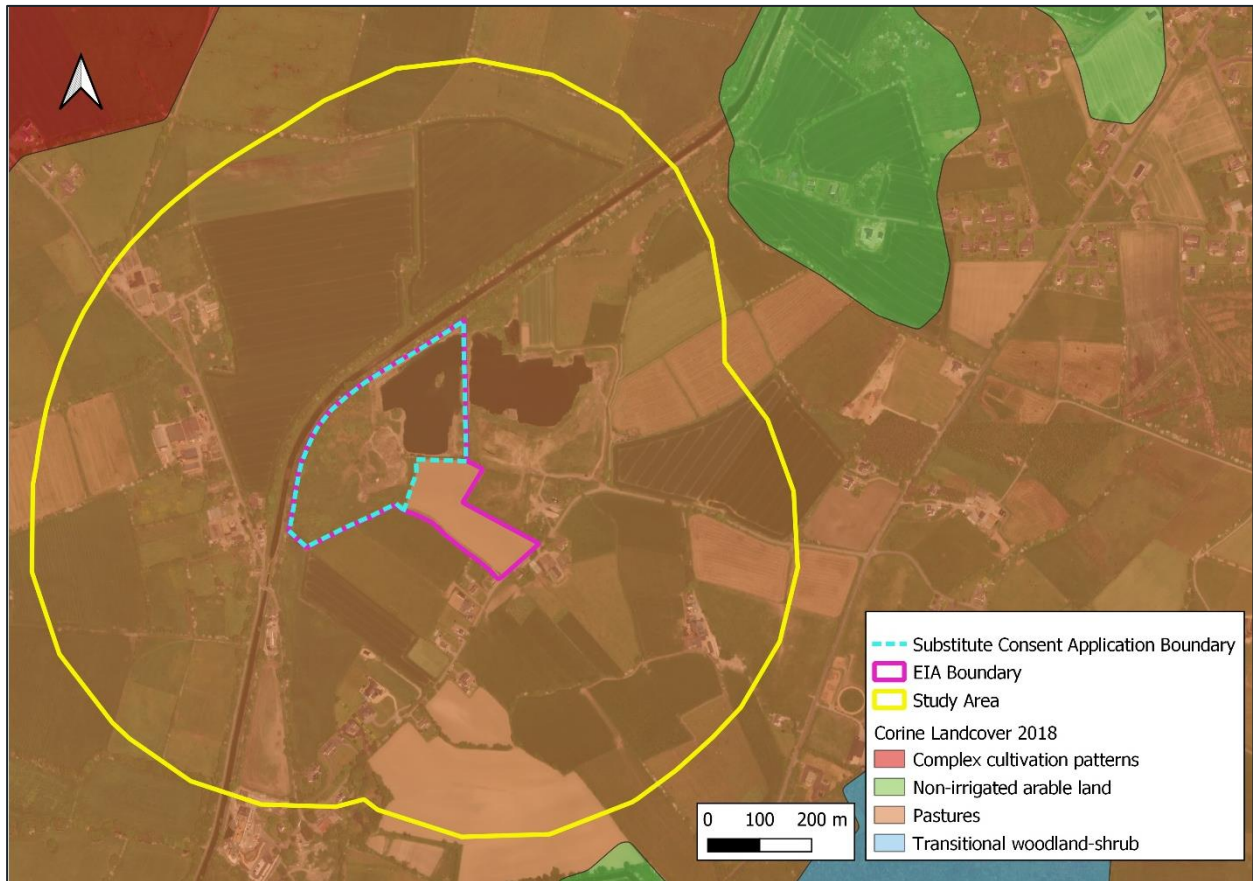 Substitute Consent Application Boundary
EIA Boundary
Study Area
Corine Landcover 2018
Complex cultivation patterns
Non-irrigated arable land
Pastures
Transitional woodland-shrub
0 100 200 m